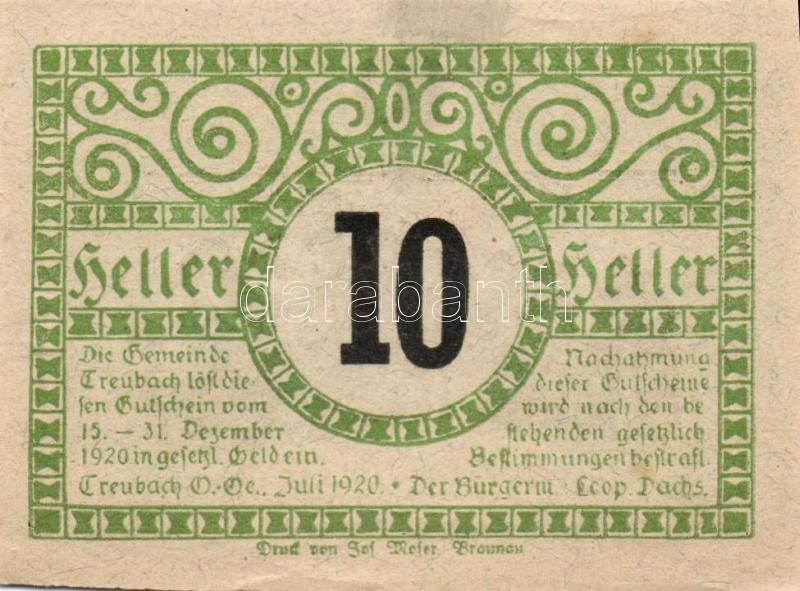 Heller 10 Heller
Die Gemeinde
Treubach löst die-
sen Gutschein vom
15. – 31. Dezember
1920 in gesetzl. Geld ein.
Nachahmung
dieser Gutscheine
wird nach den be
stehenden gesetzlich
Bestimmungen bestraft.
Treubach O.-Oe., Juli 1920. • Der Bürgerm Leop. Dachs.
Druck von Jos. Moser Braunau
darabanth.com